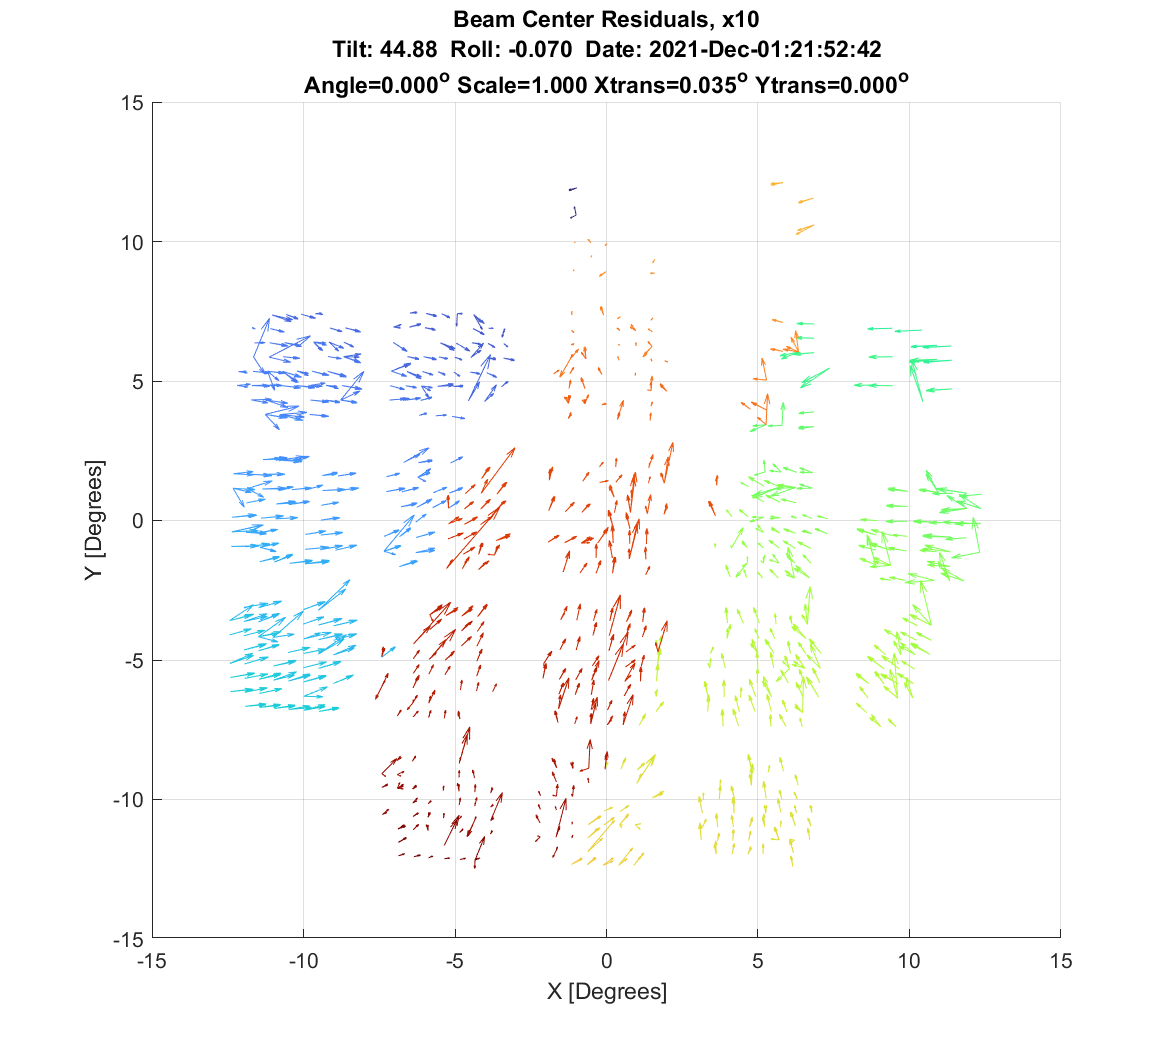 Beam Center Residuals, x10
Tilt: 44.88  Roll: -0.070  Date: 2021-Dec-01:21:52:42
Angle=0.000° Scale=1.000 Xtrans=0.035° Ytrans=0.000°
15
10
5
0
-5
-10
-15
Y [Degrees]
-15 -10 -5 0 5 10 15
X [Degrees]